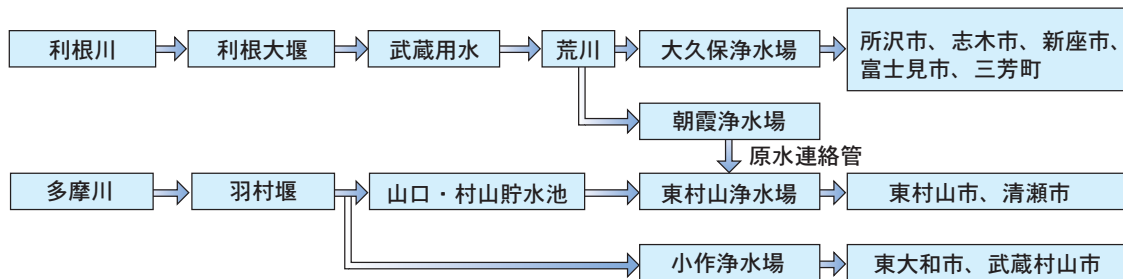 利根川
利根大堰
武蔵用水
荒川
大久保浄水場
所沢市、志木市、新座市、
富士見市、三芳町
朝霞浄水場
原水連絡管
多摩川
羽村堰
山口・村山貯水池
東村山浄水場
東村山市、清瀬市
小作浄水場
東大和市、武蔵村山市